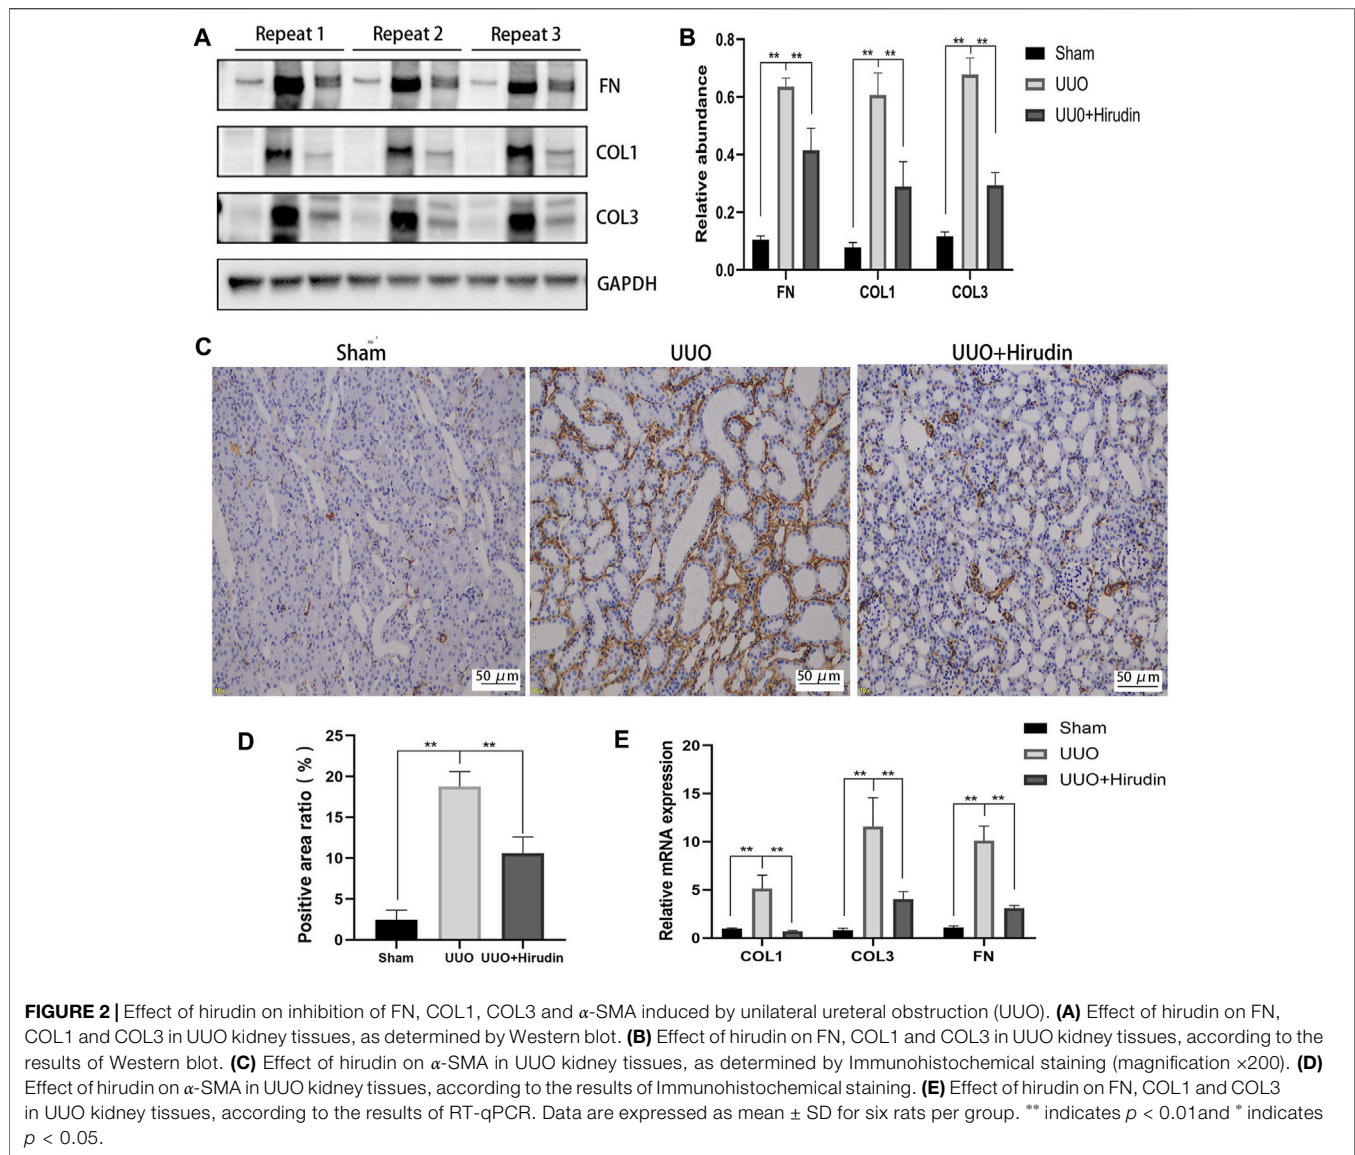 A
Repeat 1 Repeat 2 Repeat 3
FN
COL1
COL3
GAPDH
B
Relative abundance
0.8
0.6
0.4
0.2
0.0
** ** ** ** ** **
FN COL1 COL3
Sham
UUO
UU0+Hirudin
C
Sham UUO UUO+Hirudin
50 μm 50 μm 50 μm
D
Positive area ratio ( % )
25
20
15
10
5
0
** **
Sham UUO UUO+Hirudin
E
Relative mRNA expression
20
15
10
5
0
** ** ** ** ** **
COL1 COL3 FN
Sham
UUO
UUO+Hirudin
FIGURE 2 | Effect of hirudin on inhibition of FN, COL1, COL3 and α-SMA induced by unilateral ureteral obstruction (UUO). (A) Effect of hirudin on FN,
COL1 and COL3 in UUO kidney tissues, as determined by Western blot. (B) Effect of hirudin on FN, COL1 and COL3 in UUO kidney tissues, according to the
results of Western blot. (C) Effect of hirudin on α-SMA in UUO kidney tissues, as determined by Immunohistochemical staining (magnification ×200). (D)
Effect of hirudin on α-SMA in UUO kidney tissues, according to the results of Immunohistochemical staining. (E) Effect of hirudin on FN, COL1 and COL3
in UUO kidney tissues, according to the results of RT-qPCR. Data are expressed as mean ± SD for six rats per group. ** indicates p < 0.01and * indicates
p < 0.05.